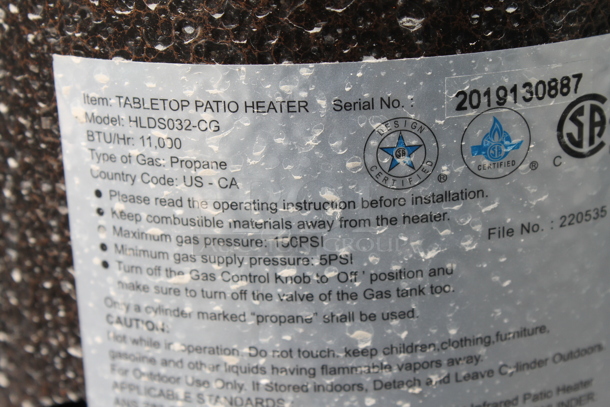 Item: TABLETOP PATIO HEATER Serial No. : 2019130887
Model: HLDS032-CG
BTU/Hr: 11,000
Type of Gas: Propane
Country Code: US - CA
DESIGN CERTIFIED ®
CERTIFIED ®
C SA
• Please read the operating instruction before installation.
• Keep combustible materials away from the heater.
• Maximum gas pressure: 150PSI
File No. : 220535
• Minimum gas supply pressure: 5PSI
• Turn off the Gas Control Knob to "Off" position and
make sure to turn off the valve of the Gas tank too.
Only a cylinder marked "propane" shall be used.
CAUTION:
Hot while in operation. Do not touch. keep children,clothing,furniture,
gasoline and other liquids having flammable vapors away.
For Outdoor Use Only. If Stored Indoors, Detach and Leave Cylinder Outdoors.
APPLICABLE STANDARDS
Infrared Patio Heater